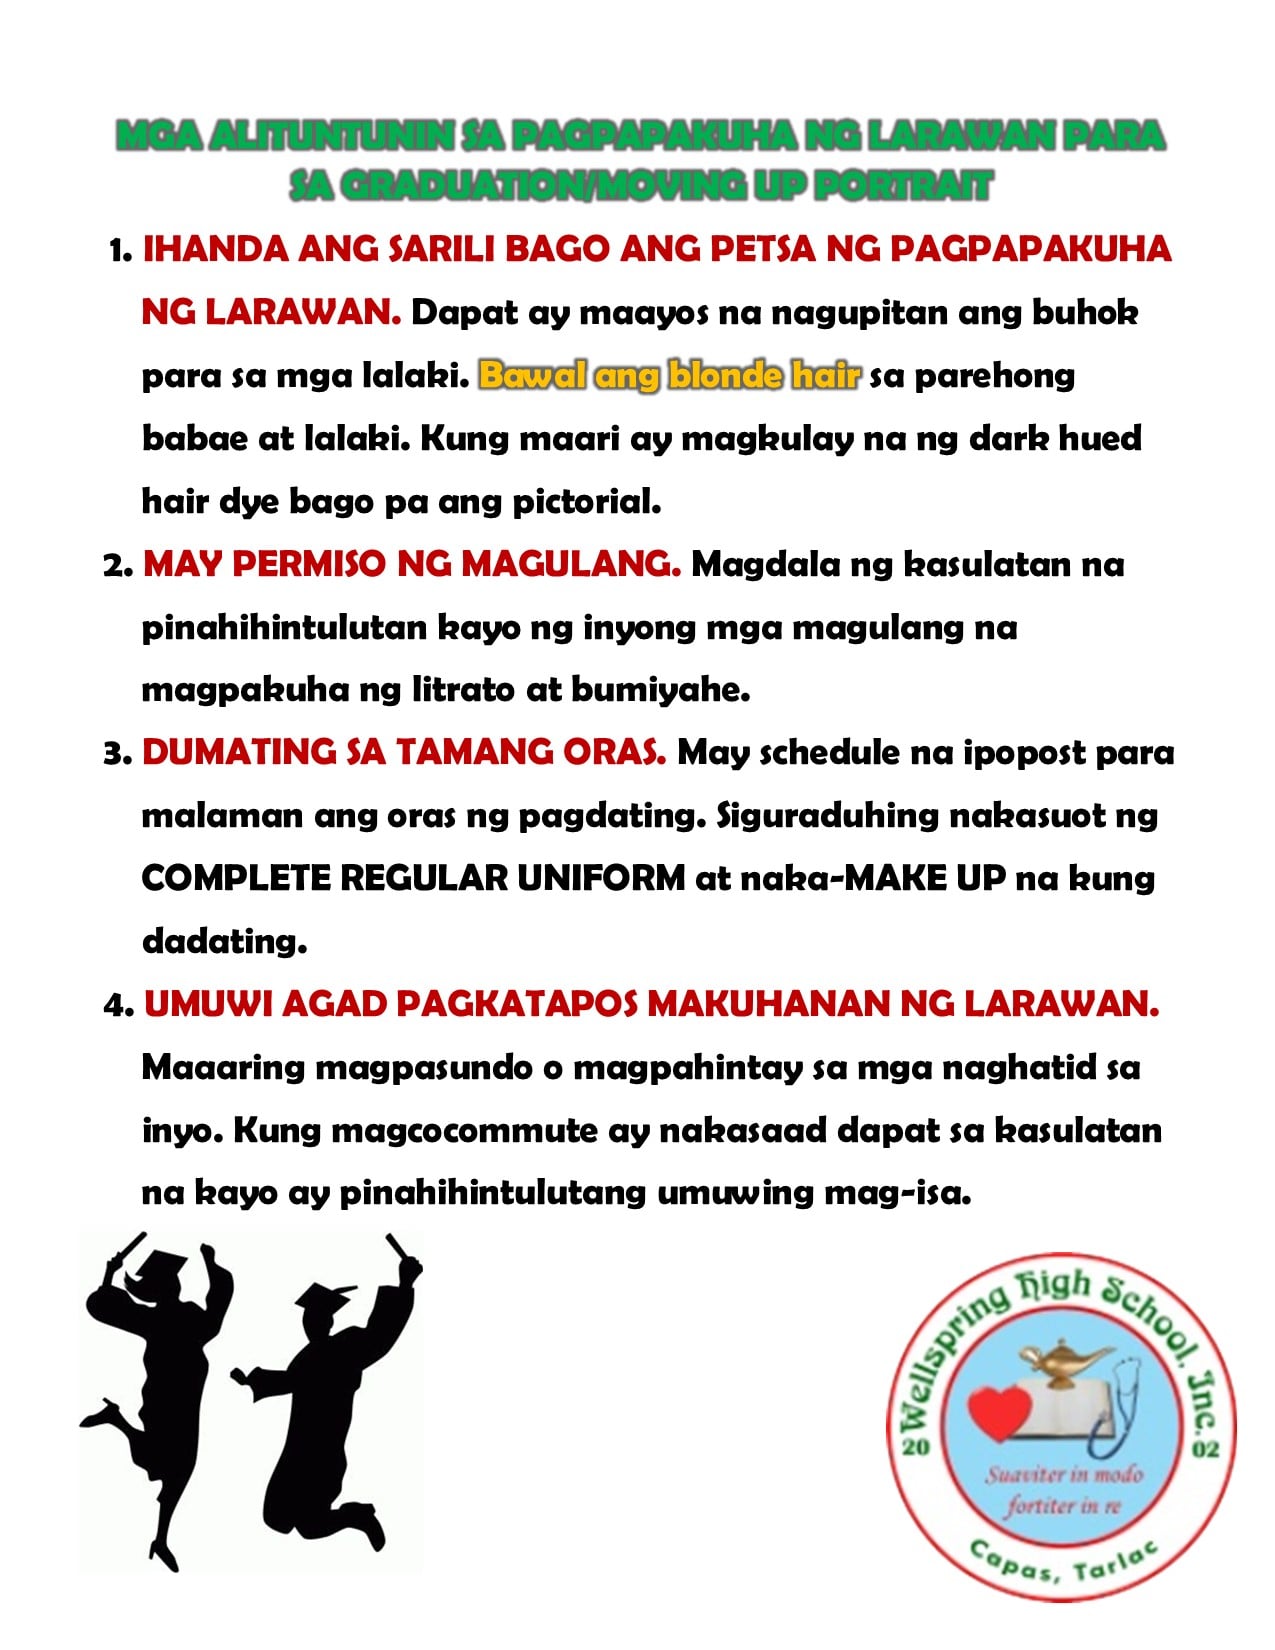 MGA ALITUNTUNIN SA PAGPAPAKUHA NG LARAWAN PARA
SA GRADUATION/MOVING UP PORTRAIT
1. IHANDA ANG SARILI BAGO ANG PETSA NG PAGPAPAKUHA
NG LARAWAN. Dapat ay maayos na nagupitan ang buhok
para sa mga lalaki. Bawal ang blonde hair sa parehong
babae at lalaki. Kung maari ay magkulay na ng dark hued
hair dye bago pa ang pictorial.
2. MAY PERMISO NG MAGULANG. Magdala ng kasulatan na
pinahihintulutan kayo ng inyong mga magulang na
magpakuha ng litrato at bumiyahe.
3. DUMATING SA TAMANG ORAS. May schedule na ipopost para
malaman ang oras ng pagdating. Siguraduhing nakasuot ng
COMPLETE REGULAR UNIFORM at naka-MAKE UP na kung
dadating.
4. UMUWI AGAD PAGKATAPOS MAKUHANAN NG LARAWAN.
Maaaring magpasundo o magpahintay sa mga naghatid sa
inyo. Kung magcocommute ay nakasaad dapat sa kasulatan
na kayo ay pinahihintulutang umuwing mag-isa.
Wellspring High School, Inc.
20 02
Suaviter in modo
fortiter in re
Capas, Tarlac